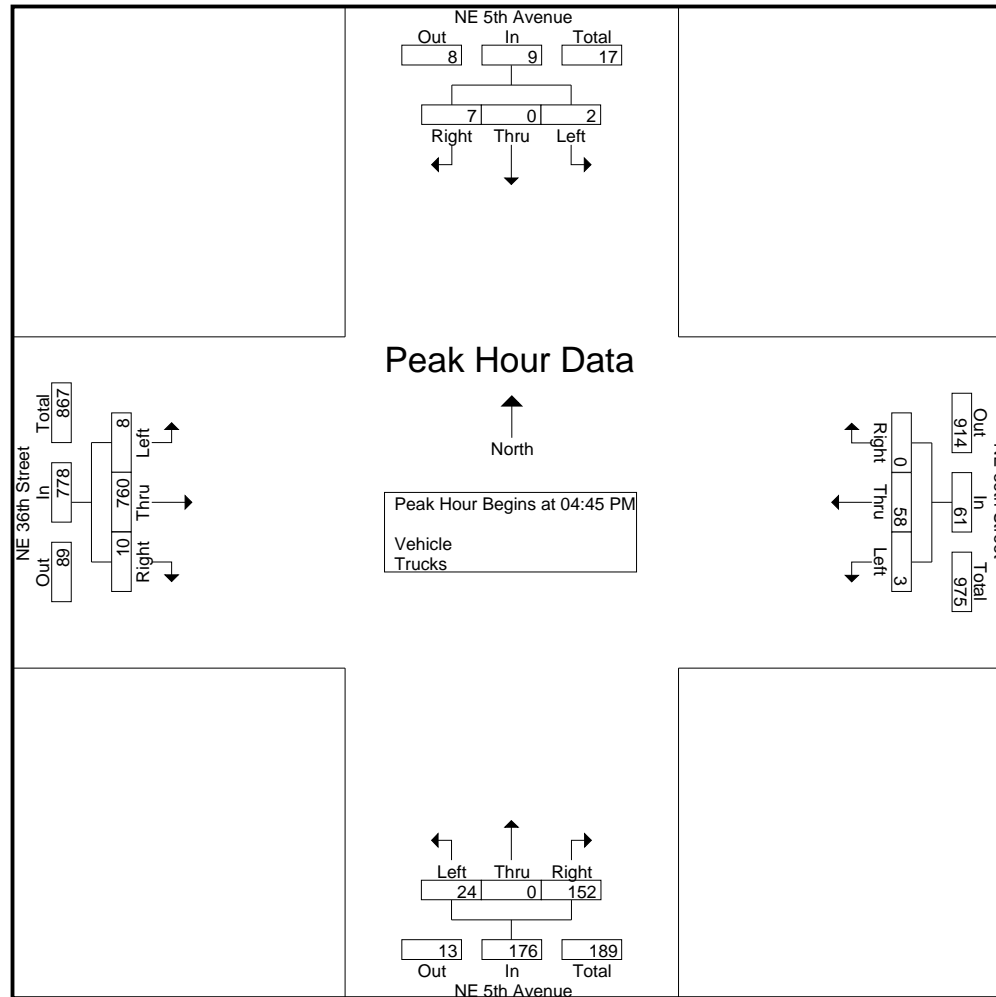 NE 5th Avenue
Out In Total
8 9 17
7 0 2
Right Thru Left
Peak Hour Data
North
Peak Hour Begins at 04:45 PM
Vehicle
Trucks
NE 36th Street
Total In Out
867 778 89
8 760 10
Left Thru Right
Right Thru Left
0 58 3
Out In Total
914 61 975
Left Thru Right
24 0 152
13 176 189
Out In Total
NE 5th Avenue